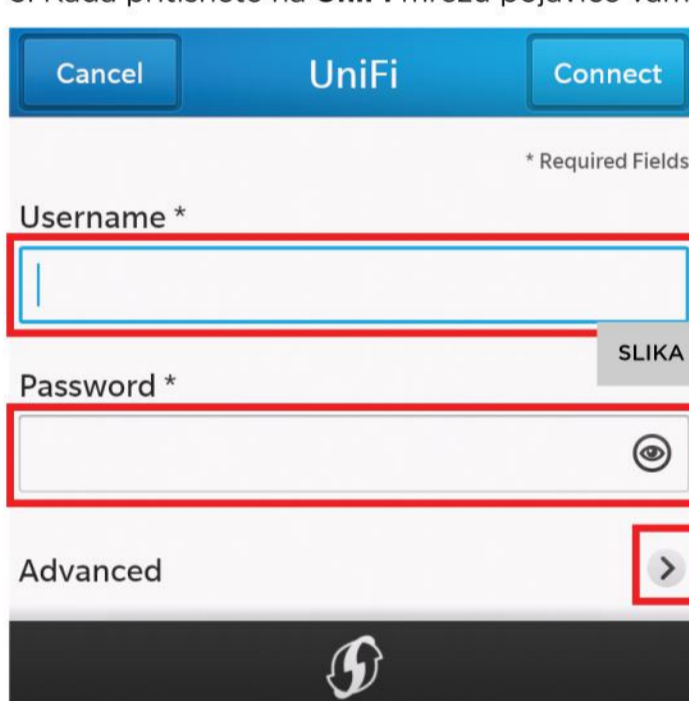 Cancel UniFi Connect
* Required Fields
Username *
SLIKA
Password *
Advanced